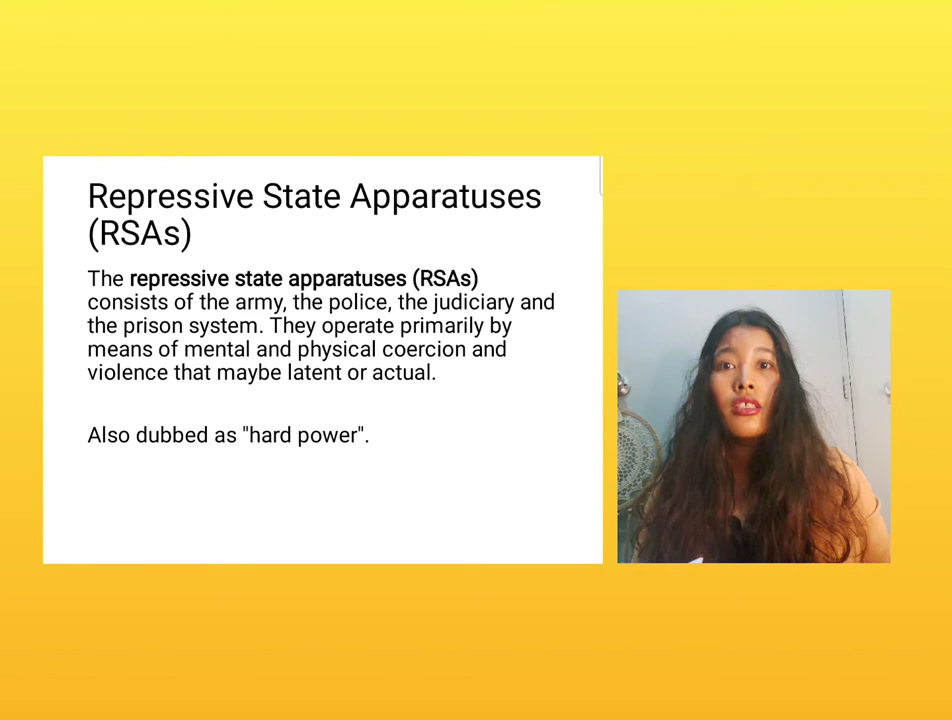 Repressive State Apparatuses
(RSAs)
The repressive state apparatuses (RSAs)
consists of the army, the police, the judiciary and
the prison system. They operate primarily by
means of mental and physical coercion and
violence that maybe latent or actual.
Also dubbed as "hard power".